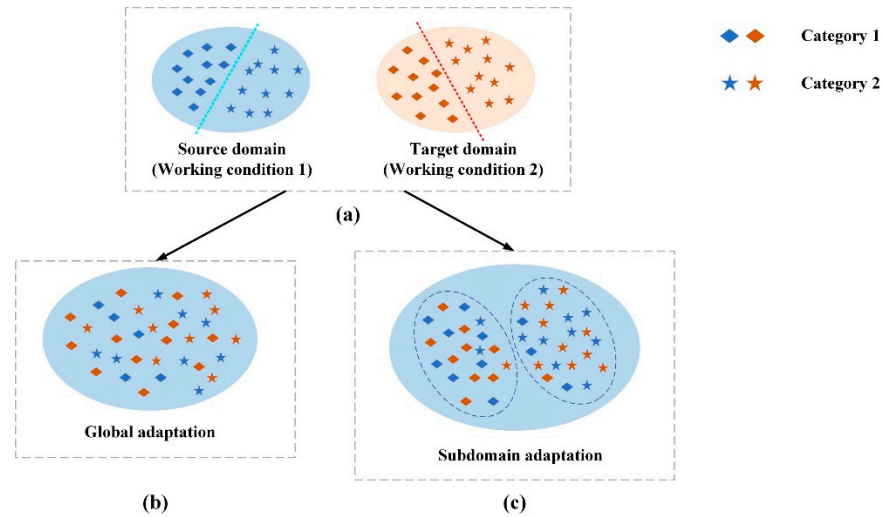 Category 1
Category 2
Source domain
(Working condition 1)
Target domain
(Working condition 2)
(a)
Global adaptation
Subdomain adaptation
(b)
(c)